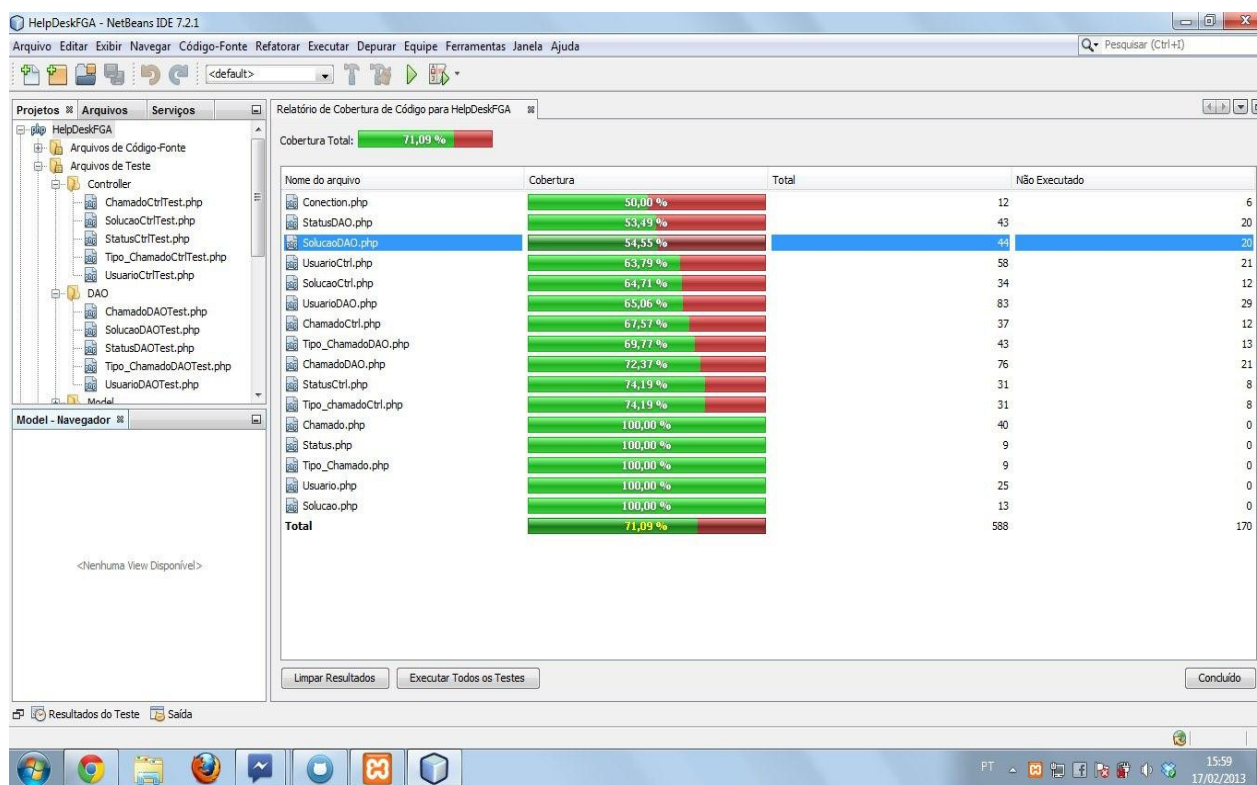 HelpDeskFGA - NetBeans IDE 7.2.1
Arquivo Editar Exibir Navegar Código-Fonte Refatorar Executar Depurar Equipe Ferramentas Janela Ajuda
Pesquisar (Ctrl+I)
<default>
Projetos Arquivos Serviços
HelpDeskFGA
Arquivos de Código-Fonte
Arquivos de Teste
Controller
ChamadoCtrlTest.php
SolucaoCtrlTest.php
StatusCtrlTest.php
Tipo_ChamadoCtrlTest.php
UsuarioCtrlTest.php
DAO
ChamadoDAOTest.php
SolucaoDAOTest.php
StatusDAOTest.php
Tipo_ChamadoDAOTest.php
UsuarioDAOTest.php
Model
Model - Navegador
<Nenhuma View Disponível>
Relatório de Cobertura de Código para HelpDeskFGA
Cobertura Total: 71,09 %
Nome do arquivo Cobertura Total Não Executado
Conection.php 50,00 % 12 6
StatusDAO.php 53,49 % 43 20
SolucaoDAO.php 54,55 % 44 20
UsuarioCtrl.php 63,79 % 58 21
SolucaoCtrl.php 64,71 % 34 12
UsuarioDAO.php 65,06 % 83 29
ChamadoCtrl.php 67,57 % 37 12
Tipo_ChamadoDAO.php 69,77 % 43 13
ChamadoDAO.php 72,37 % 76 21
StatusCtrl.php 74,19 % 31 8
Tipo_chamadoCtrl.php 74,19 % 31 8
Chamado.php 100,00 % 40 0
Status.php 100,00 % 9 0
Tipo_Chamado.php 100,00 % 9 0
Usuario.php 100,00 % 25 0
Solucao.php 100,00 % 13 0
Total 71,09 % 588 170
Limpar Resultados Executar Todos os Testes Concluído
Resultados do Teste Saída
PT 15:59
17/02/2013